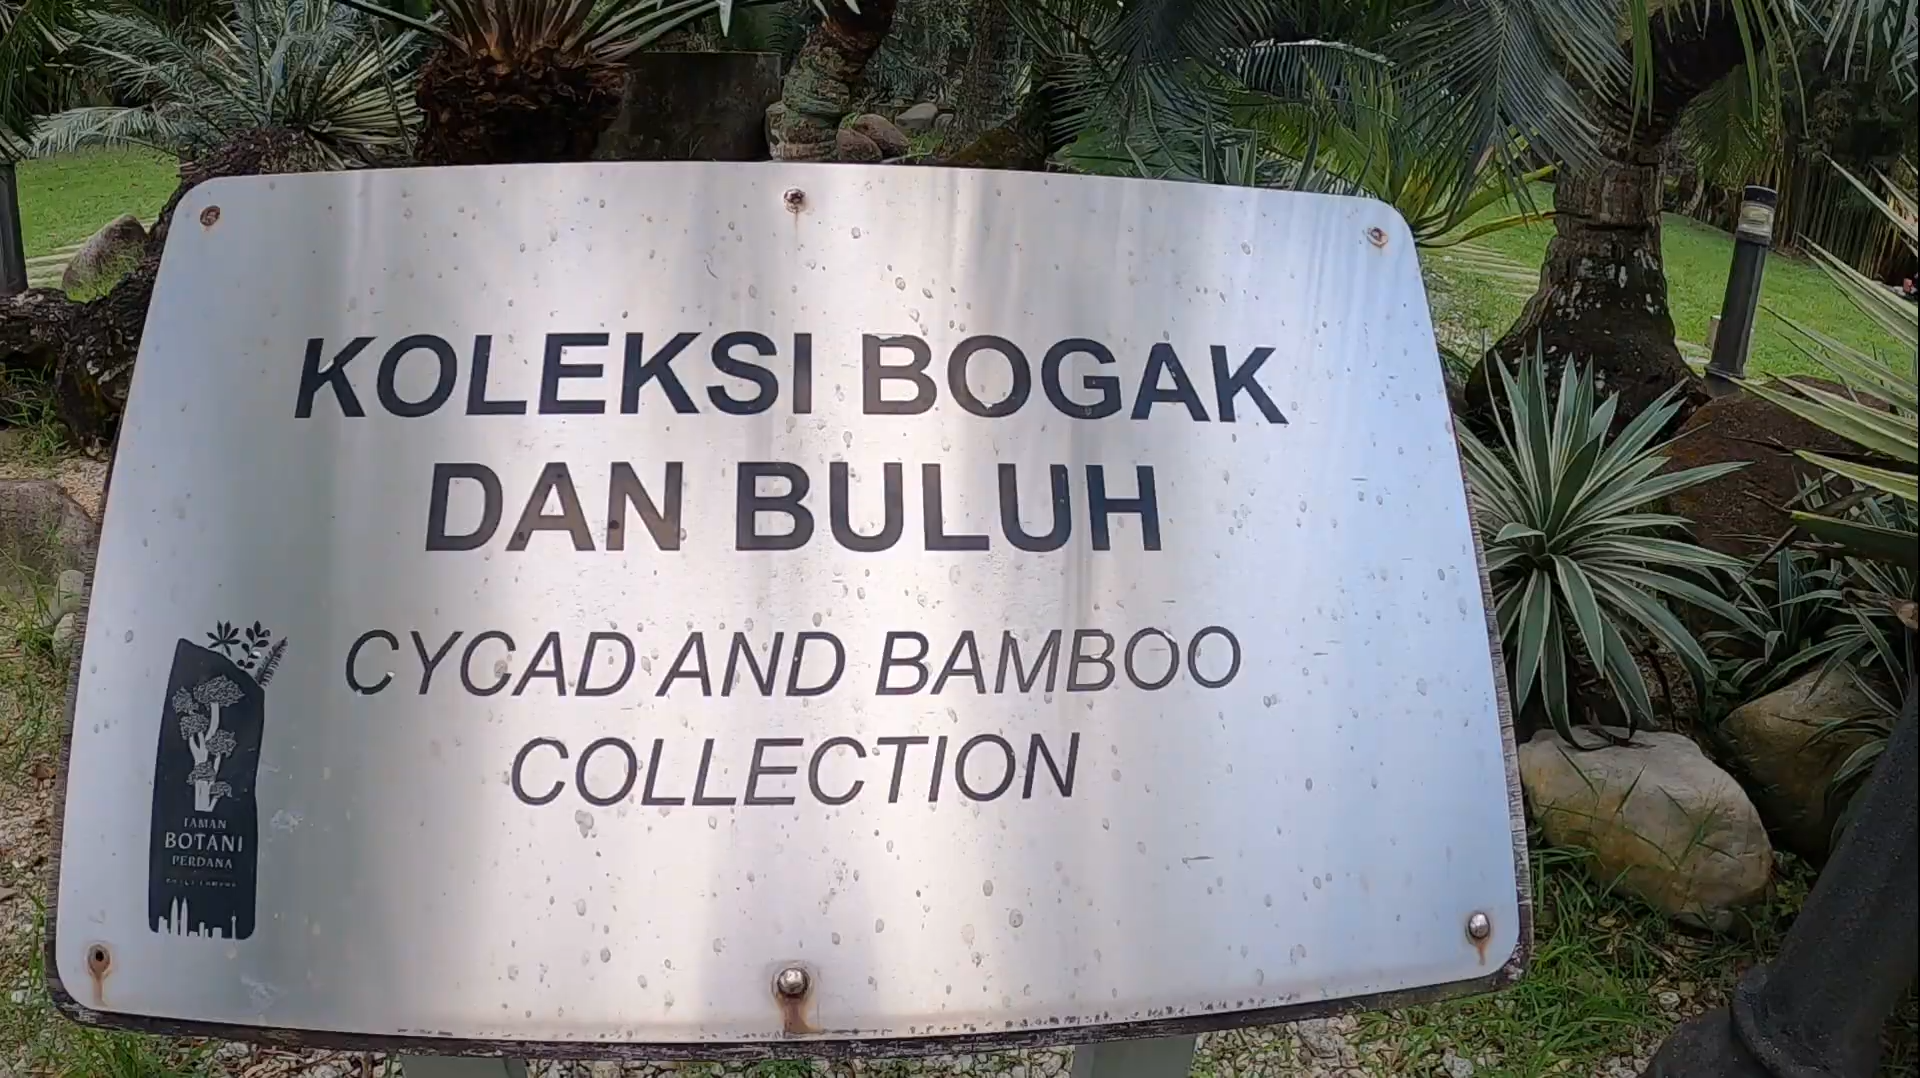 KOLEKSI BOGAK
DAN BULUH
CYCAD AND BAMBOO
COLLECTION
TAMAN
BOTANI
PERDANA